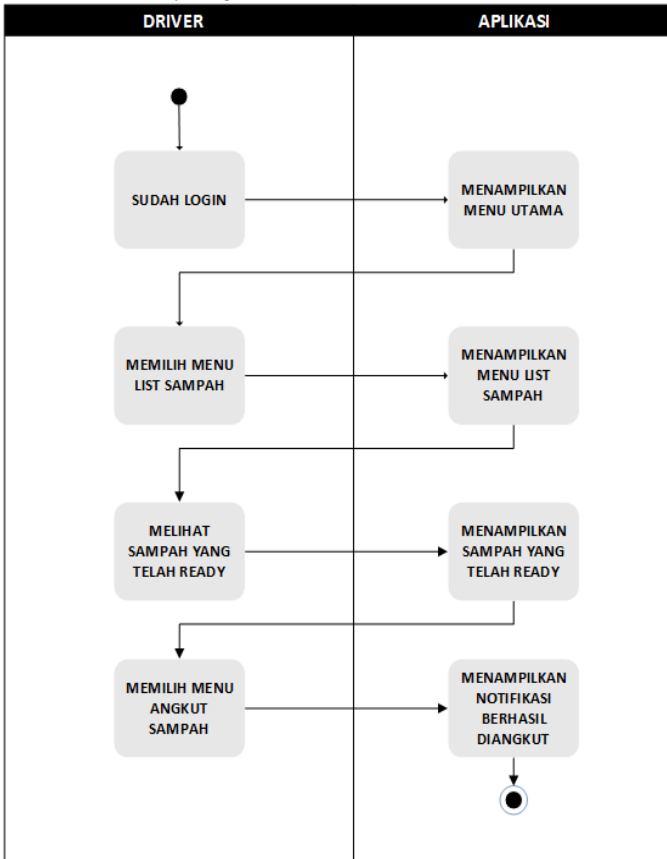 DRIVER
APLIKASI
SUDAH LOGIN
MENAMPILKAN
MENU UTAMA
MEMILIH MENU
LIST SAMPAH
MENAMPILKAN
MENU LIST
SAMPAH
MELIHAT
SAMPAH YANG
TELAH READY
MENAMPILKAN
SAMPAH YANG
TELAH READY
MEMILIH MENU
ANGKUT
SAMPAH
MENAMPILKAN
NOTIFIKASI
BERHASIL
DIANGKUT